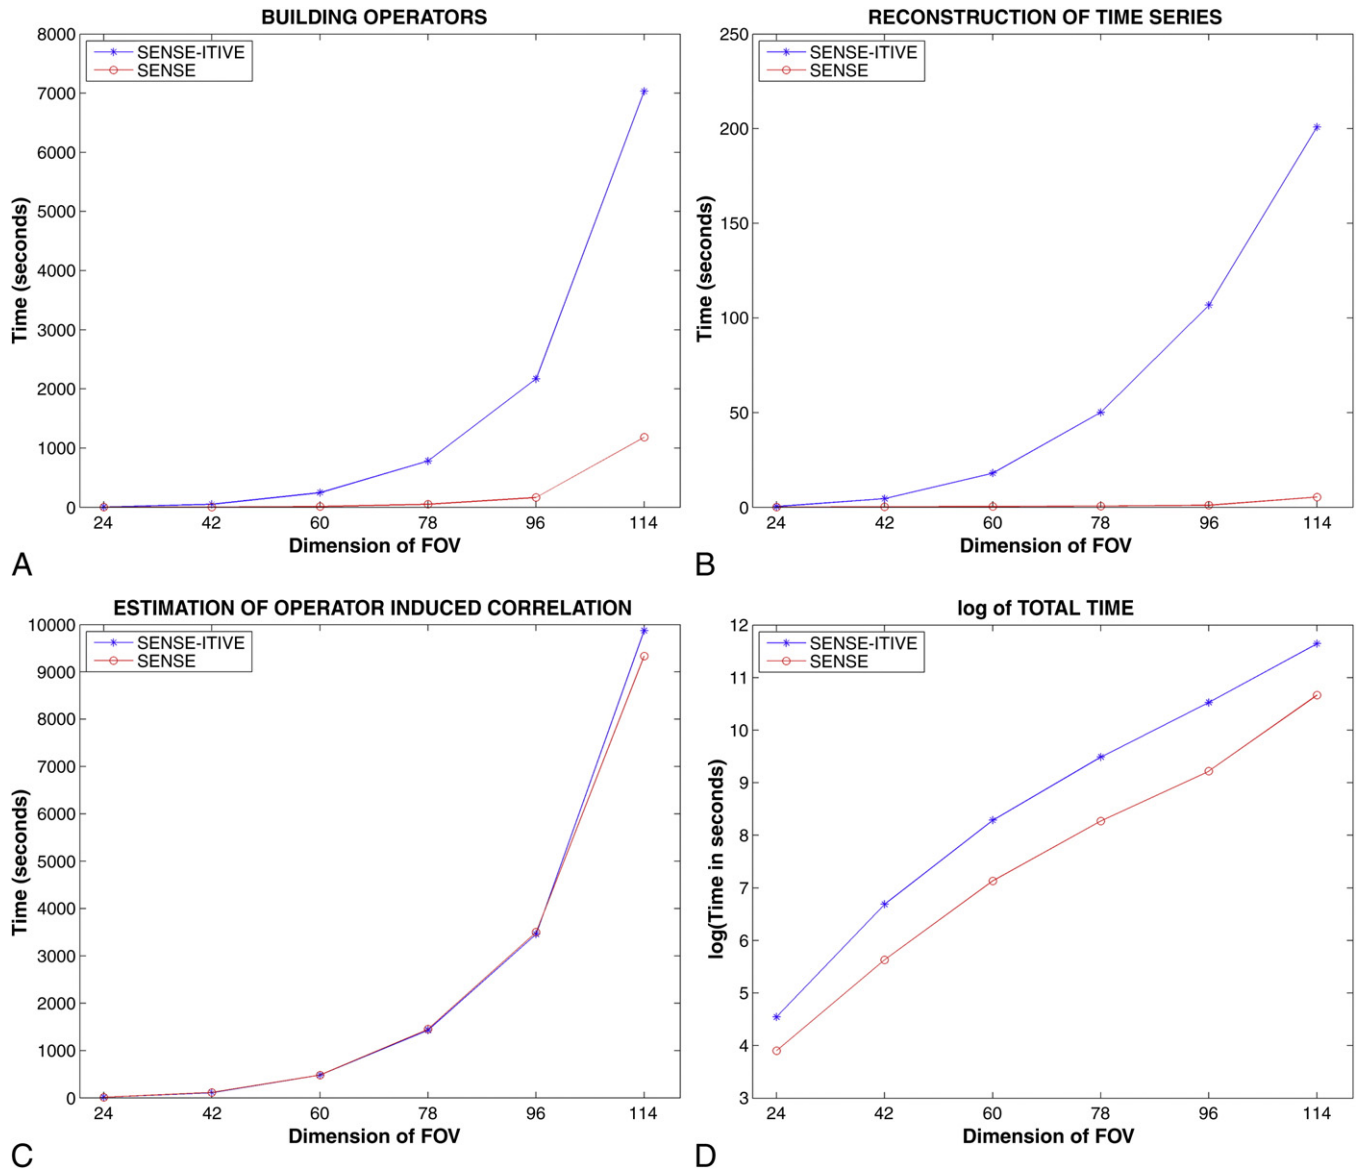 BUILDING OPERATORS
SENSE-ITIVE
SENSE
8000
7000
6000
5000
4000
3000
2000
1000
0
Time (seconds)
24 42 60 78 96 114
Dimension of FOV
A
RECONSTRUCTION OF TIME SERIES
SENSE-ITIVE
SENSE
250
200
150
100
50
0
Time (seconds)
24 42 60 78 96 114
Dimension of FOV
B
ESTIMATION OF OPERATOR INDUCED CORRELATION
SENSE-ITIVE
SENSE
10000
9000
8000
7000
6000
5000
4000
3000
2000
1000
0
Time (seconds)
24 42 60 78 96 114
Dimension of FOV
C
log of TOTAL TIME
SENSE-ITIVE
SENSE
12
11
10
9
8
7
6
5
4
3
log(Time in seconds)
24 42 60 78 96 114
Dimension of FOV
D